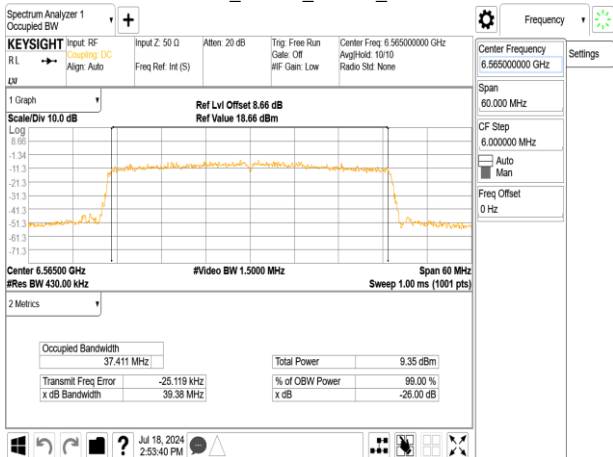 Spectrum Analyzer 1
Occupied BW
Frequency
KEYSIGHT
RL
LXI
Input: RF
Coupling: DC
Align: Auto
Input Z: 50 Ω
Freq Ref: Int (S)
Atten: 20 dB
Trig: Free Run
Gate: Off
#IF Gain: Low
Center Freq: 6.565000000 GHz
Avg|Hold: 10/10
Radio Std: None
Center Frequency
6.565000000 GHz
Settings
Span
60.000 MHz
CF Step
6.000000 MHz
Auto
Man
Freq Offset
0 Hz
1 Graph
Scale/Div 10.0 dB
Ref Lvl Offset 8.66 dB
Ref Value 18.66 dBm
Log
8.66
-1.34
-11.3
-21.3
-31.3
-41.3
-51.3
-61.3
-71.3
Center 6.56500 GHz
#Video BW 1.5000 MHz
Span 60 MHz
#Res BW 430.00 kHz
Sweep 1.00 ms (1001 pts)
2 Metrics
Occupied Bandwidth
37.411 MHz
Total Power 9.35 dBm
Transmit Freq Error -25.119 kHz
% of OBW Power 99.00 %
x dB Bandwidth 39.38 MHz
x dB -26.00 dB
?
Jul 18, 2024
2:53:40 PM